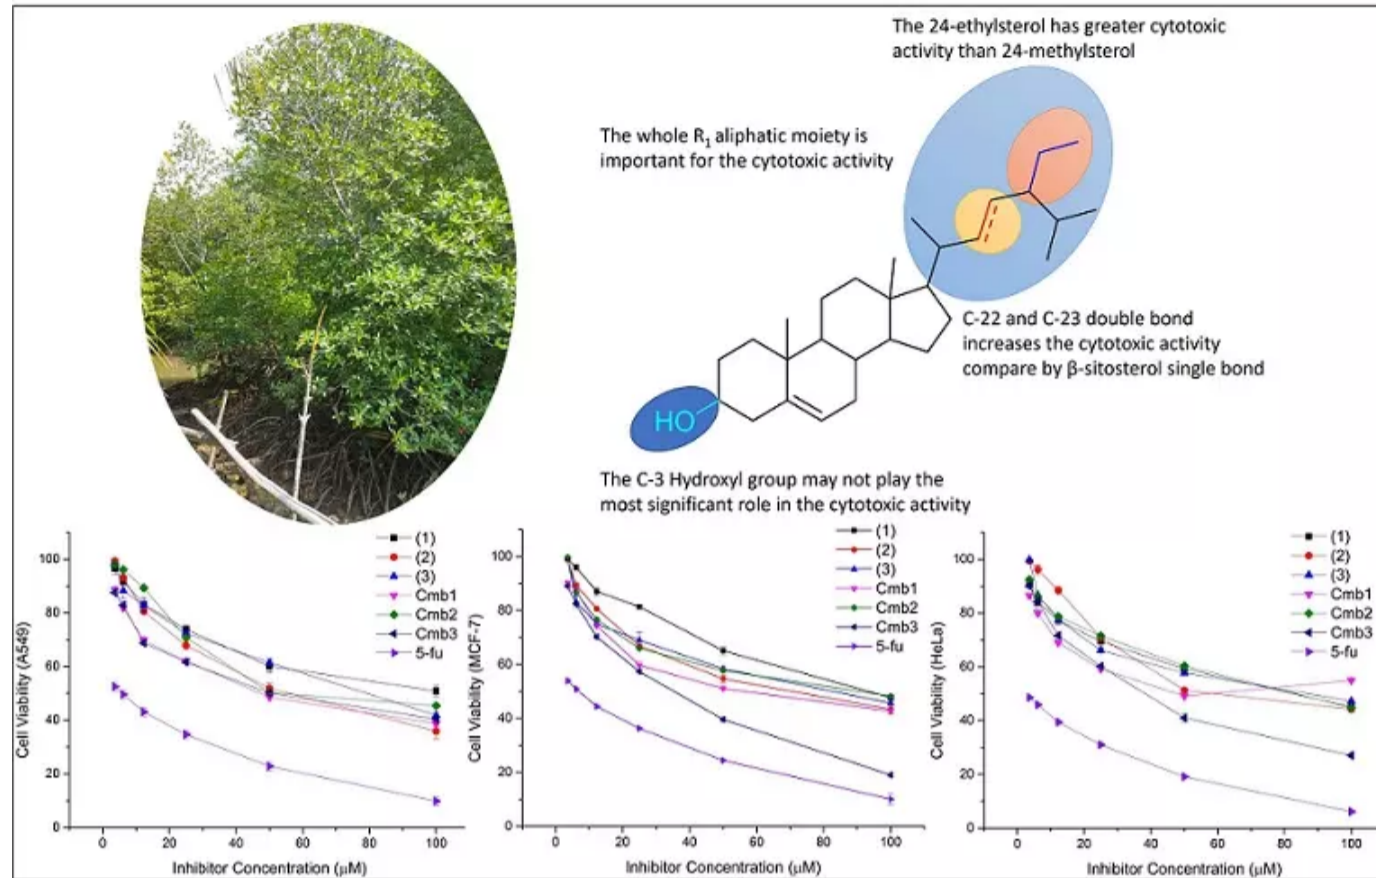 The 24-ethylsterol has greater cytotoxic
activity than 24-methylsterol
The whole R₁ aliphatic moiety is
important for the cytotoxic activity
C-22 and C-23 double bond
increases the cytotoxic activity
compare by β-sitosterol single bond
HO
The C-3 Hydroxyl group may not play the
most significant role in the cytotoxic activity
Cell Viability (A549)
100
80
60
40
20
0
0 20 40 60 80 100
Inhibitor Concentration (μM)
(1)
(2)
(3)
Cmb1
Cmb2
Cmb3
5-fu
Cell Viability (MCF-7)
100
80
60
40
20
0
0 20 40 60 80 100
Inhibitor Concentration (μM)
(1)
(2)
(3)
Cmb1
Cmb2
Cmb3
5-fu
Cell Viability (HeLa)
100
80
60
40
20
0
0 20 40 60 80 100
Inhibitor Concentration (μM)
(1)
(2)
(3)
Cmb1
Cmb2
Cmb3
5-fu